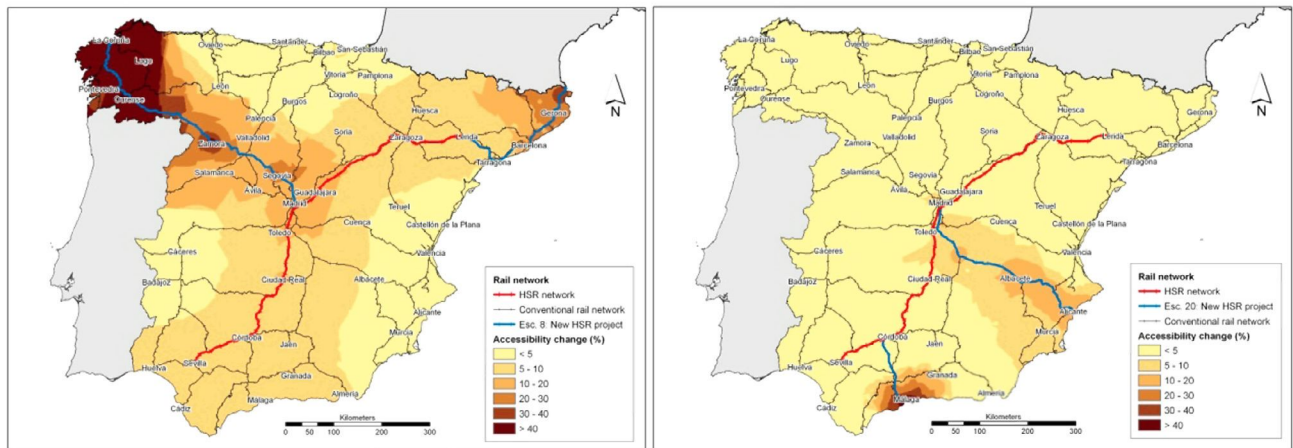 La Coruña
Lugo
Oviedo
Santánder
Bilbao
San-Sebastián
Pontevedra
Ourense
León
Vitoria
Pamplona
Burgos
Logroño
Huesca
Palencia
Gerona
Zamora
Valladolid
Soria
Zaragoza
Lérida
Barcelona
Tarragona
Salamanca
Segovia
Ávila
Guadalajara
Madrid
Teruel
Toledo
Cuenca
Castellón de la Plana
Cáceres
Valencia
Badajoz
Ciudad-Real
Albacete
Alicante
Murcia
Córdoba
Jaén
Sevilla
Huelva
Granada
Cádiz
Málaga
Almería
N
Kilometers
0 50 100 200 300
Rail network
HSR network
Conventional rail network
Esc. 8: New HSR project
Accessibility change (%)
< 5
5 - 10
10 - 20
20 - 30
30 - 40
> 40
La Coruña
Lugo
Oviedo
Santánder
Bilbao
San-Sebastián
Pontevedra
Ourense
León
Vitoria
Pamplona
Burgos
Logroño
Huesca
Palencia
Gerona
Zamora
Valladolid
Soria
Zaragoza
Lérida
Barcelona
Tarragona
Salamanca
Segovia
Ávila
Guadalajara
Madrid
Teruel
Toledo
Cuenca
Castellón de la Plana
Cáceres
Valencia
Badajoz
Ciudad-Real
Albacete
Alicante
Murcia
Córdoba
Jaén
Sevilla
Huelva
Granada
Cádiz
Málaga
Almería
N
Kilometers
0 50 100 200 300
Rail network
HSR network
Esc. 20: New HSR project
Conventional rail network
Accessibility change (%)
< 5
5 - 10
10 - 20
20 - 30
30 - 40
> 40